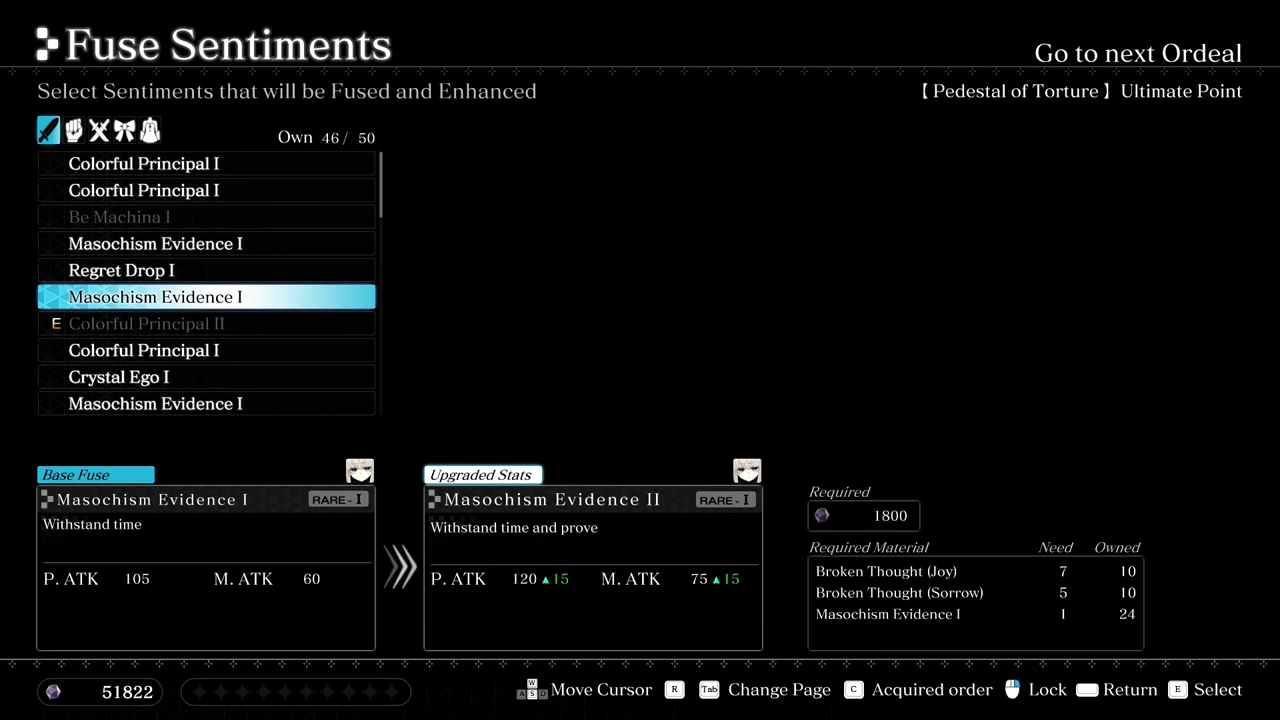 Fuse Sentiments
Go to next Ordeal
Select Sentiments that will be Fused and Enhanced
【Pedestal of Torture】 Ultimate Point
Own 46 / 50
Colorful Principal I
Colorful Principal I
Be Machina I
Masochism Evidence I
Regret Drop I
Masochism Evidence I
E Colorful Principal II
Colorful Principal I
Crystal Ego I
Masochism Evidence I
Base Fuse
Masochism Evidence I RARE - I
Withstand time
P. ATK 105 M. ATK 60
Upgraded Stats
Masochism Evidence II RARE - I
Withstand time and prove
P. ATK 120 ▲15 M. ATK 75 ▲15
Required
1800
Required Material Need Owned
Broken Thought (Joy) 7 10
Broken Thought (Sorrow) 5 10
Masochism Evidence I 1 24
51822
W A S D Move Cursor R Tab Change Page C Acquired order Lock Return E Select